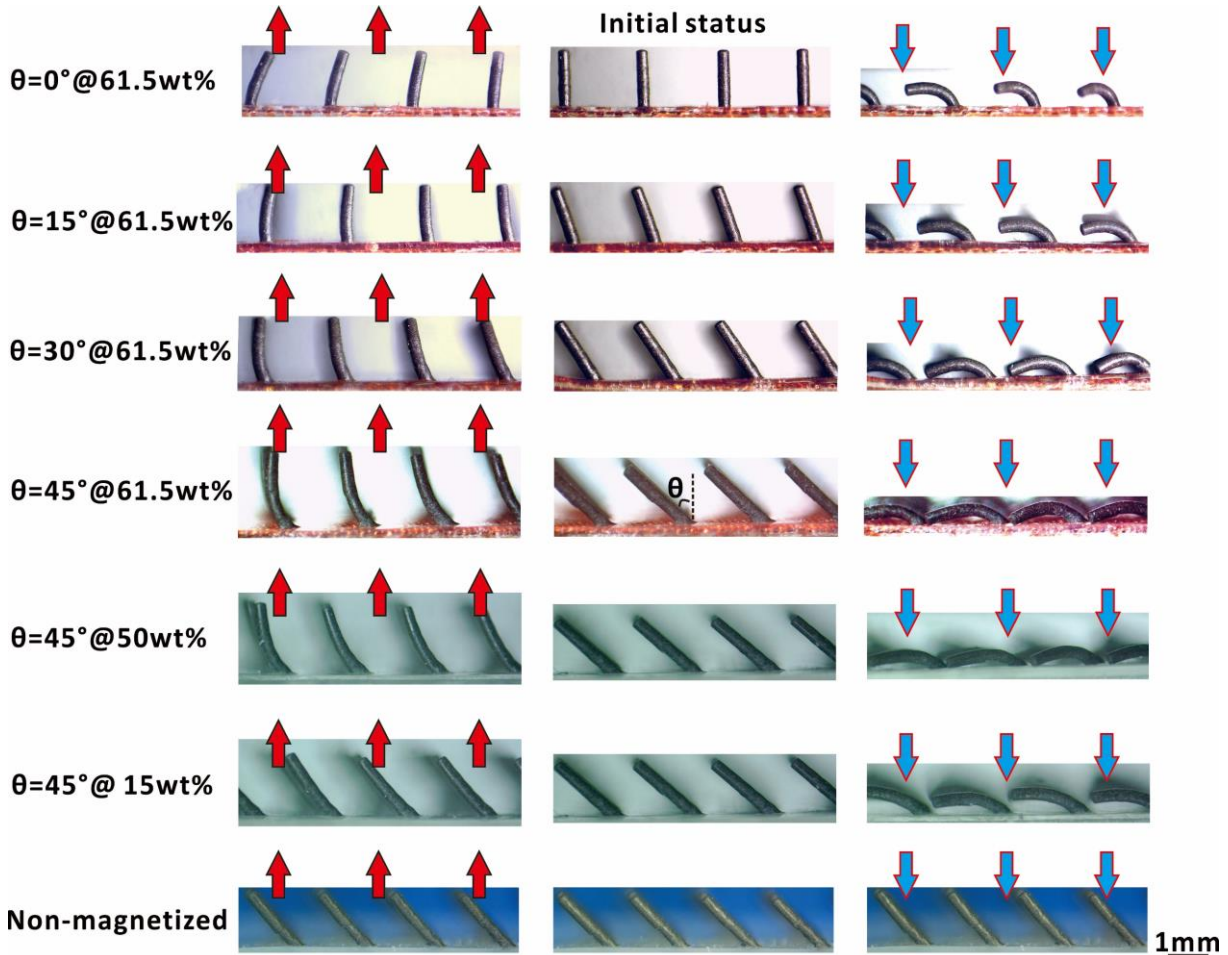 Initial status
θ=0°@61.5wt%
θ=15°@61.5wt%
θ=30°@61.5wt%
θ=45°@61.5wt%
θ
θ=45°@50wt%
θ=45°@ 15wt%
Non-magnetized
1mm